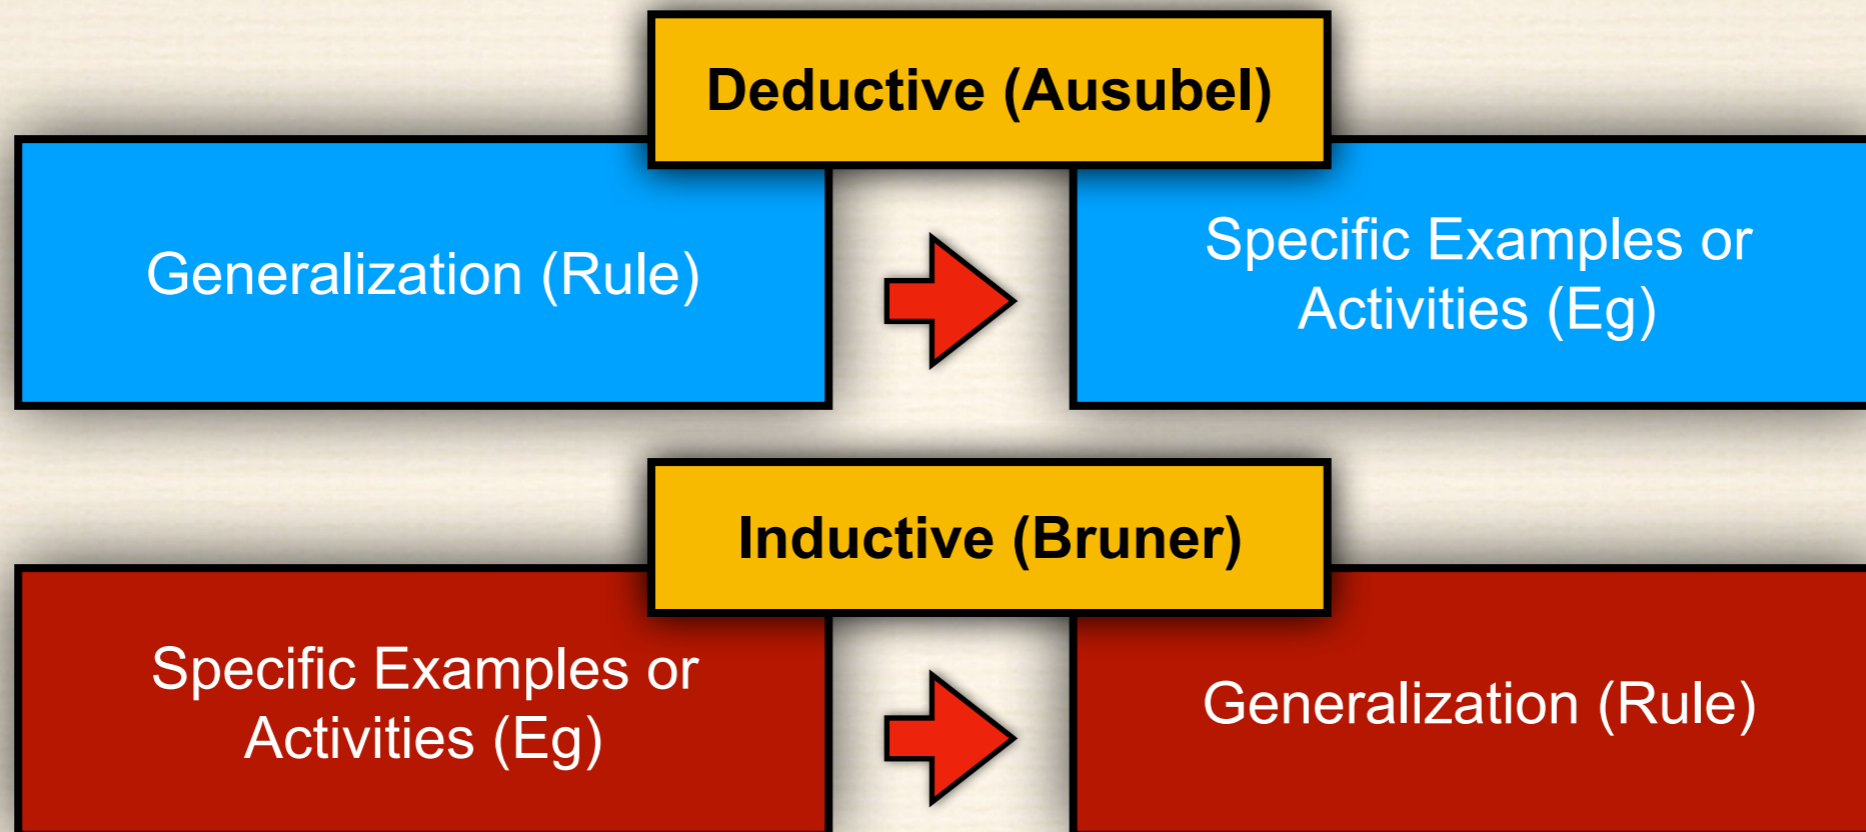 Deductive (Ausubel)
Generalization (Rule)
Specific Examples or
Activities (Eg)
Inductive (Bruner)
Specific Examples or
Activities (Eg)
Generalization (Rule)